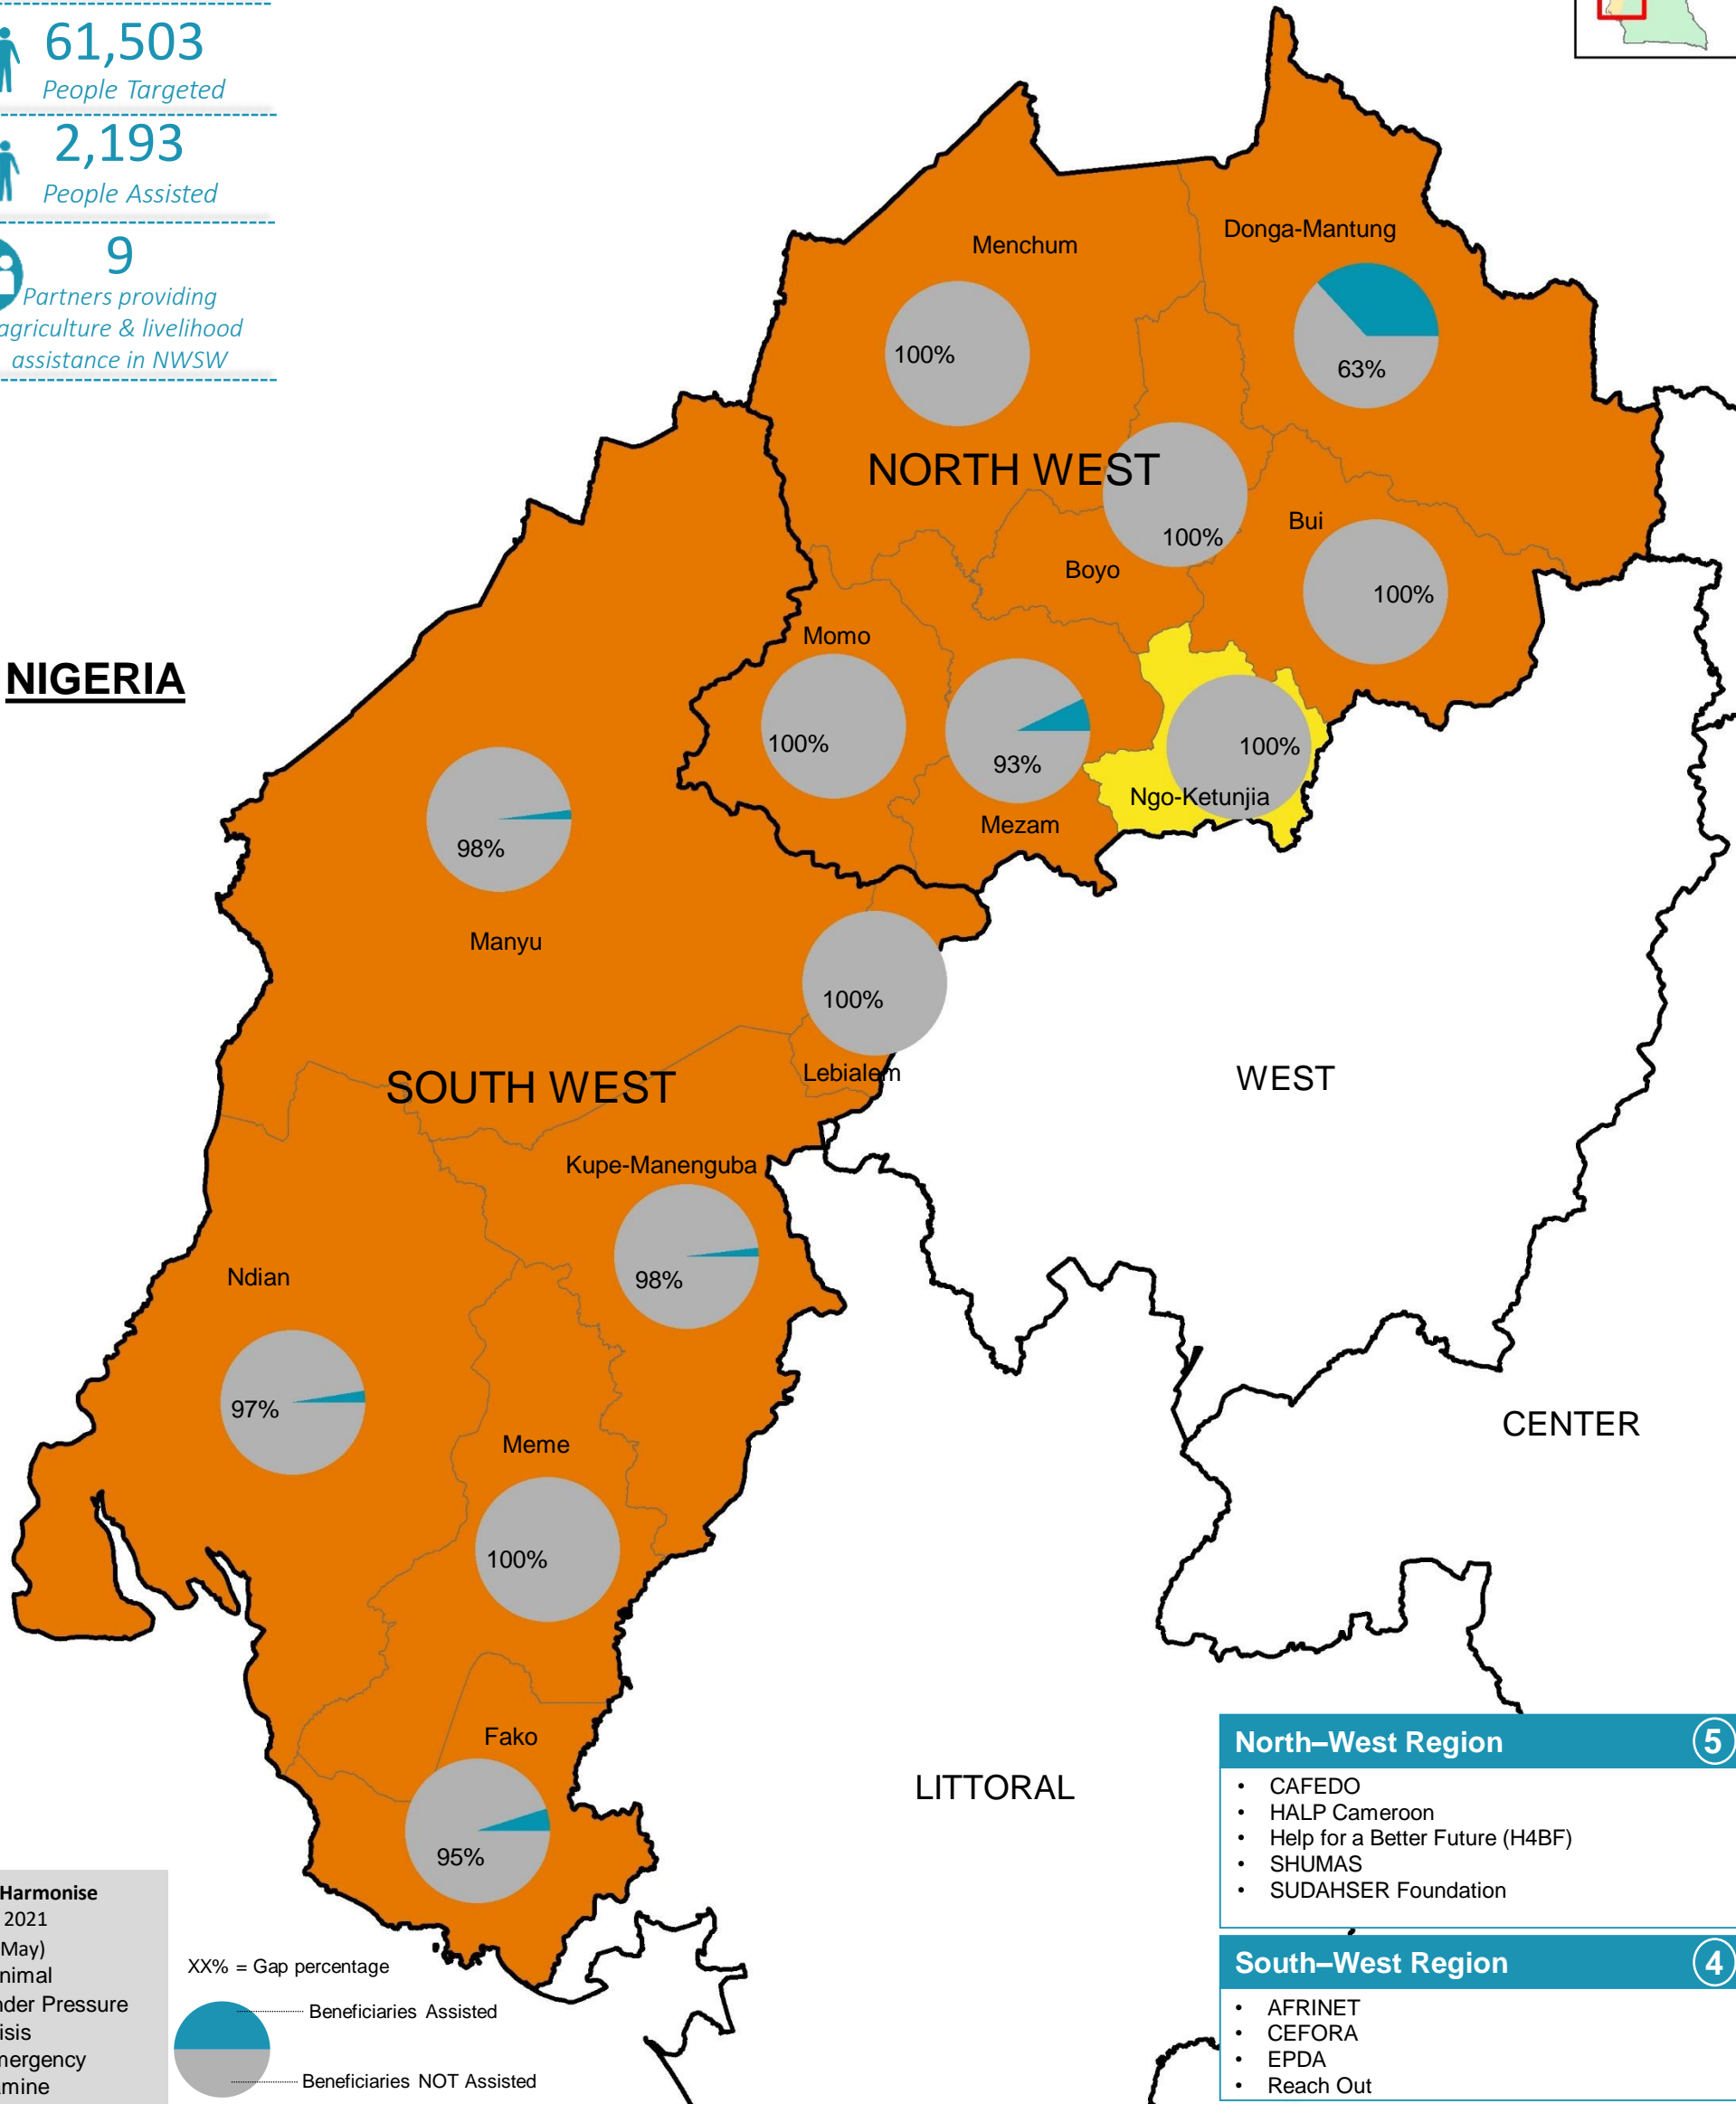 61,503
People Targeted
2,193
People Assisted
9
Partners providing
agriculture & livelihood
assistance in NWSW
Donga-Mantung
Menchum
100%
63%
NORTH WEST
100%
Bui
Boyo
100%
Momo
NIGERIA
100%
93%
100%
Ngo-Ketunjia
Mezam
98%
Manyu
100%
Lebialem
SOUTH WEST
WEST
Kupe-Manenguba
98%
Ndian
97%
CENTER
Meme
100%
Fako
LITTORAL
95%
North–West Region 5
• CAFEDO
• HALP Cameroon
• Help for a Better Future (H4BF)
• SHUMAS
• SUDAHSER Foundation
South–West Region 4
• AFRINET
• CEFORA
• EPDA
• Reach Out
Harmonise
2021
May)
nimal
nder Pressure
isis
mergency
amine
XX% = Gap percentage
Beneficiaries Assisted
Beneficiaries NOT Assisted